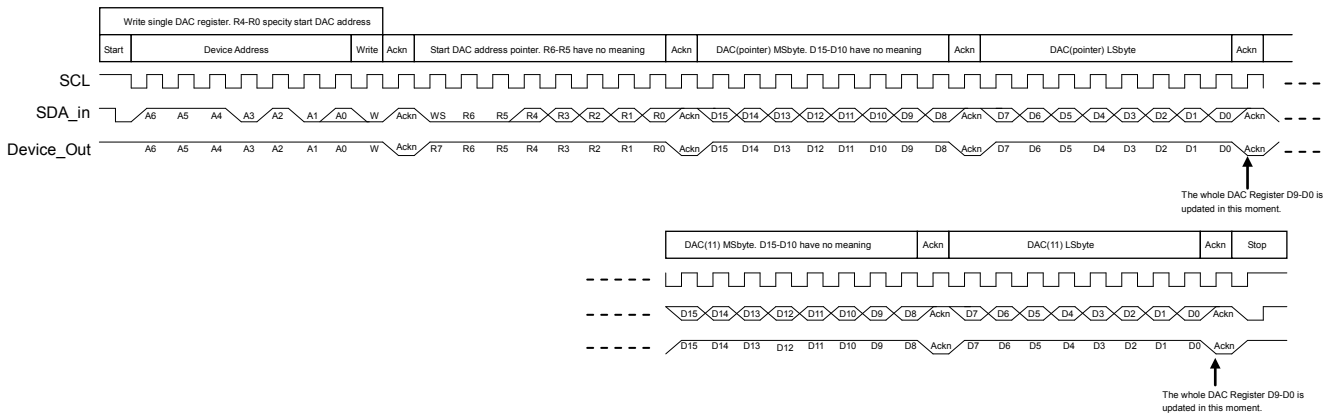 Write single DAC register. R4-R0 specity start DAC address
Start Device Address Write Ackn Start DAC address pointer. R6-R5 have no meaning Ackn DAC(pointer) MSbyte. D15-D10 have no meaning Ackn DAC(pointer) LSbyte Ackn
SCL
SDA_in A6 A5 A4 A3 A2 A1 A0 W Ackn WS R6 R5 R4 R3 R2 R1 R0 Ackn D15 D14 D13 D12 D11 D10 D9 D8 Ackn D7 D6 D5 D4 D3 D2 D1 D0 Ackn
Device_Out A6 A5 A4 A3 A2 A1 A0 W Ackn R7 R6 R5 R4 R3 R2 R1 R0 Ackn D15 D14 D13 D12 D11 D10 D9 D8 Ackn D7 D6 D5 D4 D3 D2 D1 D0 Ackn
The whole DAC Register D9-D0 is
updated in this moment.
DAC(11) MSbyte. D15-D10 have no meaning Ackn DAC(11) LSbyte Ackn Stop
D15 D14 D13 D12 D11 D10 D9 D8 Ackn D7 D6 D5 D4 D3 D2 D1 D0 Ackn
D15 D14 D13 D12 D11 D10 D9 D8 Ackn D7 D6 D5 D4 D3 D2 D1 D0 Ackn
The whole DAC Register D9-D0 is
updated in this moment.